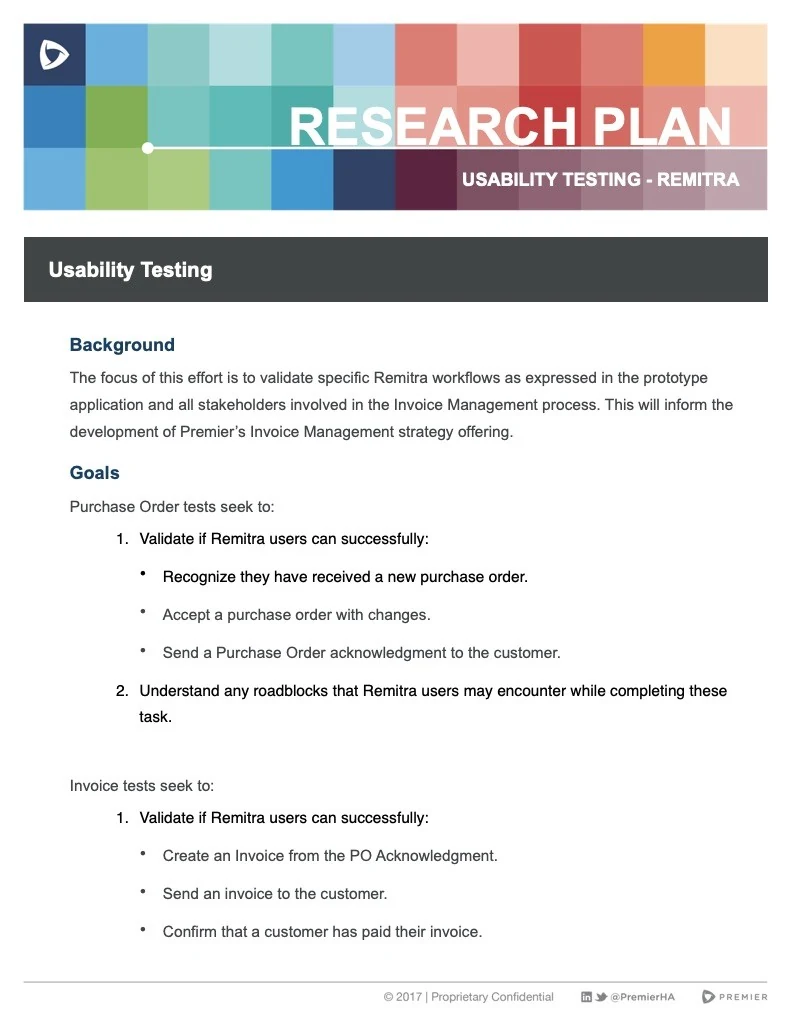 RESEARCH PLAN
USABILITY TESTING - REMITRA
Usability Testing
Background
The focus of this effort is to validate specific Remitra workflows as expressed in the prototype
application and all stakeholders involved in the Invoice Management process. This will inform the
development of Premier’s Invoice Management strategy offering.
Goals
Purchase Order tests seek to:
1. Validate if Remitra users can successfully:
• Recognize they have received a new purchase order.
• Accept a purchase order with changes.
• Send a Purchase Order acknowledgment to the customer.
2. Understand any roadblocks that Remitra users may encounter while completing these
task.
Invoice tests seek to:
1. Validate if Remitra users can successfully:
• Create an Invoice from the PO Acknowledgment.
• Send an invoice to the customer.
• Confirm that a customer has paid their invoice.
© 2017 | Proprietary Confidential @PremierHA PREMIER